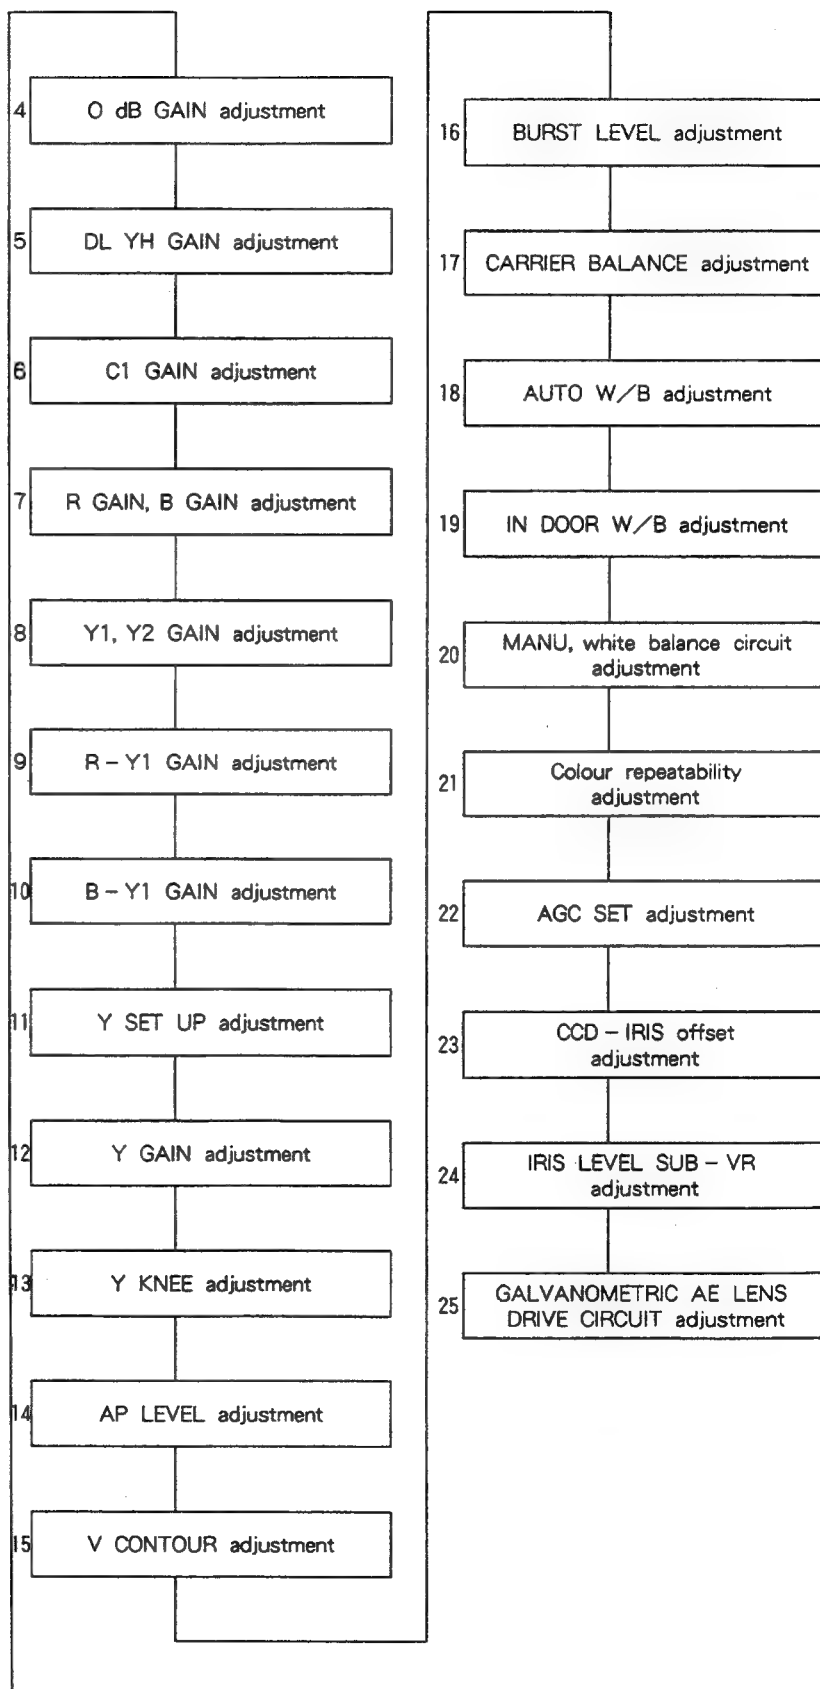 4
O dB GAIN adjustment
5
DL YH GAIN adjustment
6
C1 GAIN adjustment
7
R GAIN, B GAIN adjustment
8
Y1, Y2 GAIN adjustment
9
R-Y1 GAIN adjustment
10
B-Y1 GAIN adjustment
11
Y SET UP adjustment
12
Y GAIN adjustment
13
Y KNEE adjustment
14
AP LEVEL adjustment
15
V CONTOUR adjustment
16
BURST LEVEL adjustment
17
CARRIER BALANCE adjustment
18
AUTO W/B adjustment
19
IN DOOR W/B adjustment
20
MANU, white balance circuit
adjustment
21
Colour repeatability
adjustment
22
AGC SET adjustment
23
CCD-IRIS offset
adjustment
24
IRIS LEVEL SUB-VR
adjustment
25
GALVANOMETRIC AE LENS
DRIVE CIRCUIT adjustment